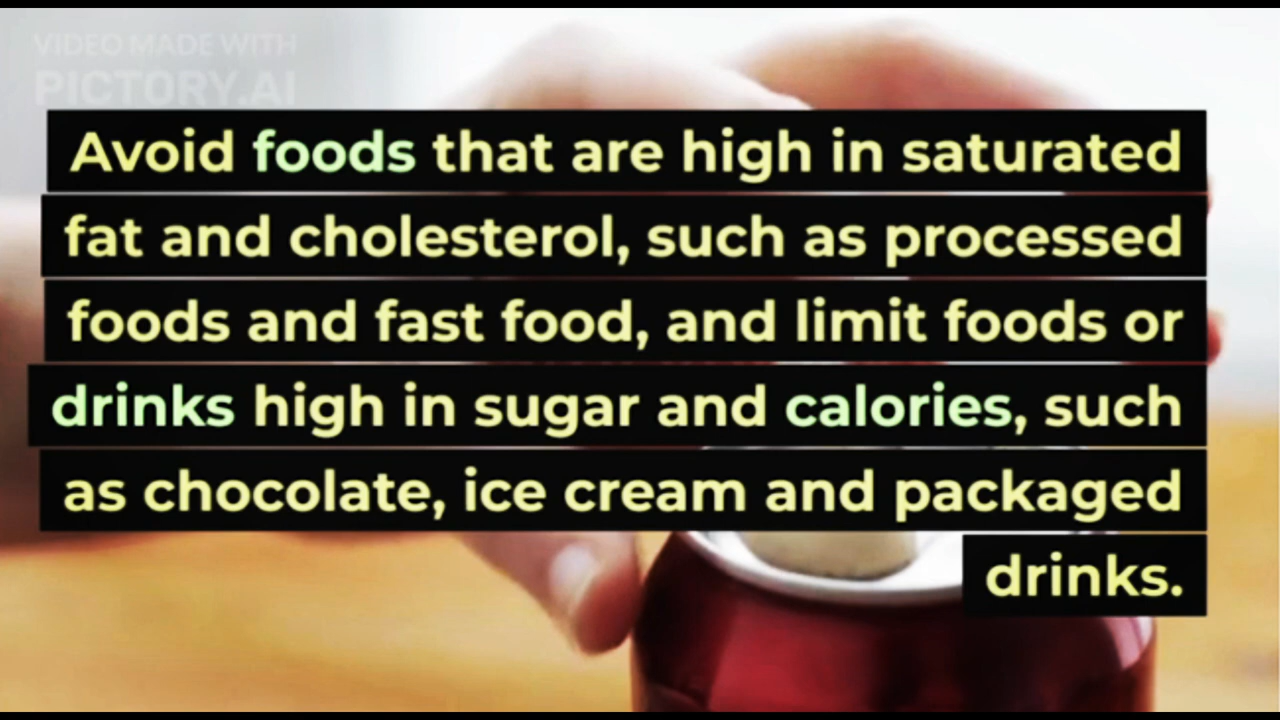 VIDEO MADE WITH
PICTORY.AI
Avoid foods that are high in saturated
fat and cholesterol, such as processed
foods and fast food, and limit foods or
drinks high in sugar and calories, such
as chocolate, ice cream and packaged
drinks.